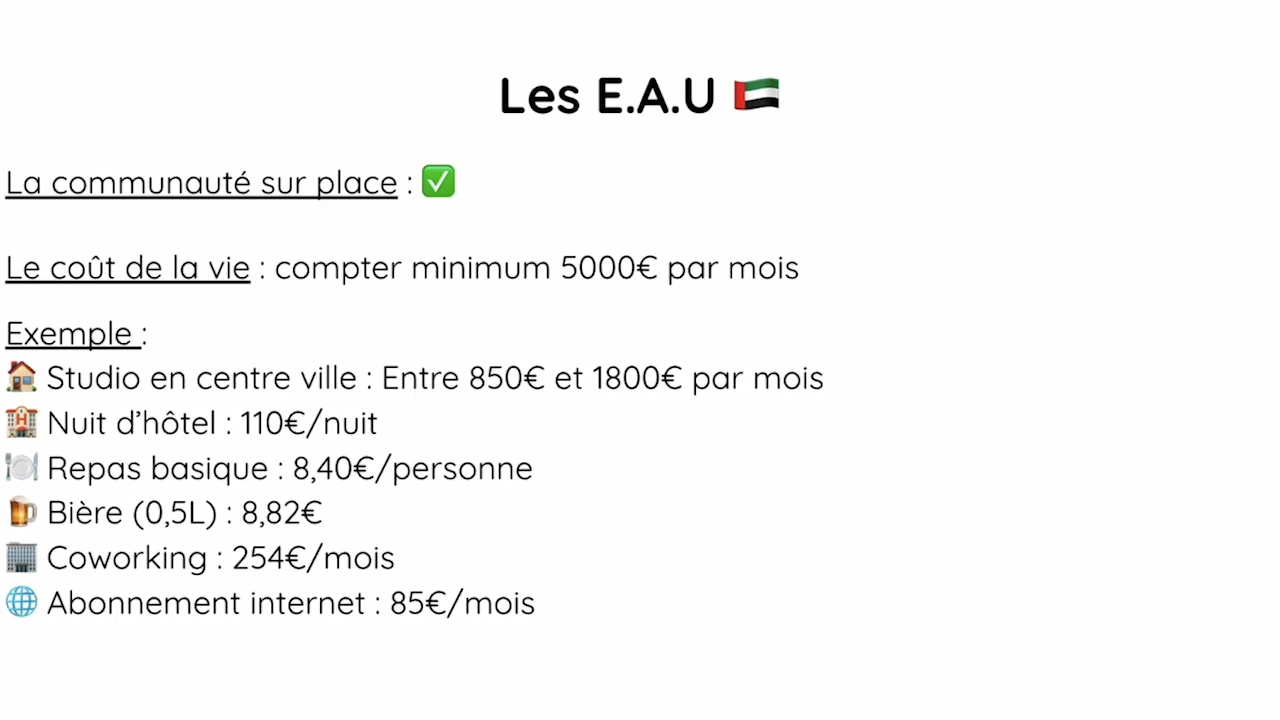 Les E.A.U 🇦🇪
La communauté sur place : ✅
Le coût de la vie : compter minimum 5000€ par mois
Exemple :
🏠 Studio en centre ville : Entre 850€ et 1800€ par mois
🏩 Nuit d’hôtel : 110€/nuit
🍽️ Repas basique : 8,40€/personne
🍺 Bière (0,5L) : 8,82€
🏢 Coworking : 254€/mois
🌐 Abonnement internet : 85€/mois